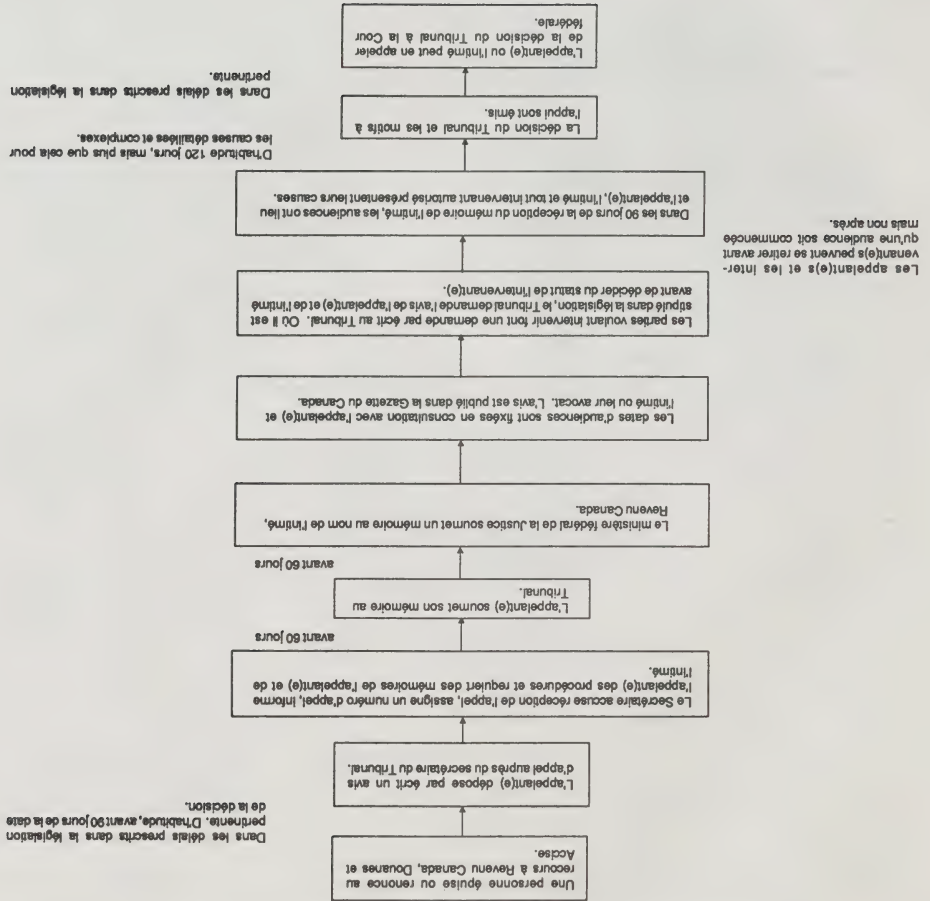 Une personne épuise ou renonce au
recours à Revenu Canada, Douanes et
Accise.
Dans les délais prescrits dans la législation
pertinente. D'habitude, avant 90 jours de la date
de la décision.
L'appelant(e) dépose par écrit un avis
d'appel auprès du secrétaire du Tribunal.
Le Secrétaire accuse réception de l'appel, assigne un numéro d'appel, informe
l'appelant(e) des procédures et requiert des mémoires de l'appelant(e) et de
l'intimé.
avant 60 jours
L'appelant(e) soumet son mémoire au
Tribunal.
avant 60 jours
Le ministère fédéral de la Justice soumet un mémoire au nom de l'intimé,
Revenu Canada.
Les dates d'audiences sont fixées en consultation avec l'appelant(e) et
l'intimé ou leur avocat. L'avis est publié dans la Gazette du Canada.
Les parties voulant intervenir font une demande par écrit au Tribunal. Où il est
stipulé dans la législation, le Tribunal demande l'avis de l'appelant(e) et de l'intimé
avant de décider du statut de l'intervenant(e).
Les appelant(e)s et les inter-
venant(e)s peuvent se retirer avant
qu'une audience soit commencée
mais non après.
Dans les 90 jours de la réception du mémoire de l'intimé, les audiences ont lieu
et l'appelant(e), l'intimé et tout intervenant autorisé présentent leurs causes.
D'habitude 120 jours, mais plus que cela pour
les causes détaillées et complexes.
La décision du Tribunal et les motifs à
l'appui sont émis.
Dans les délais prescrits dans la législation
pertinente.
L'appelant(e) ou l'intimé peut en appeler
de la décision du Tribunal à la Cour
fédérale.